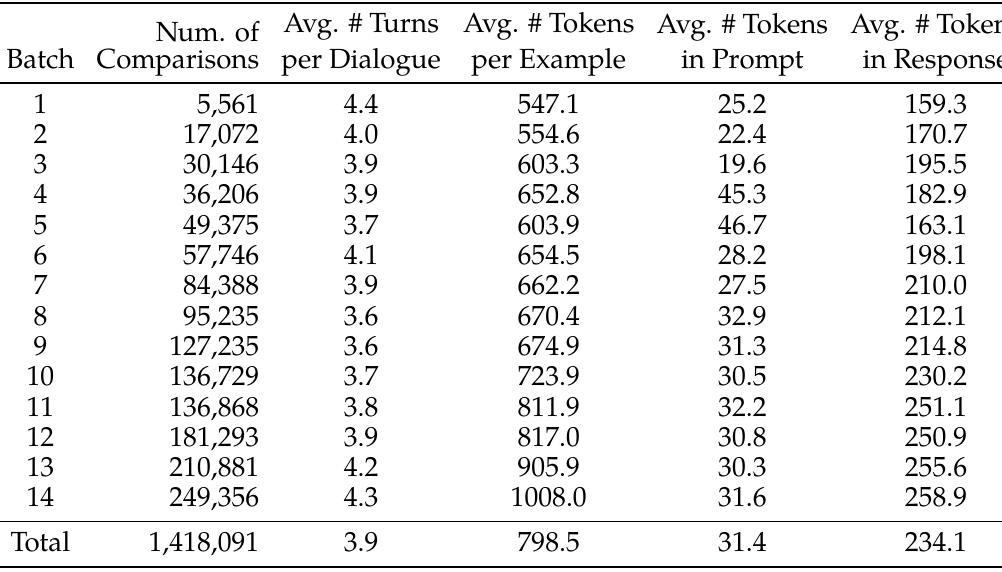 Num. of Avg. # Turns Avg. # Tokens Avg. # Tokens Avg. # Token
Batch Comparisons per Dialogue per Example in Prompt in Response
1 5,561 4.4 547.1 25.2 159.3
2 17,072 4.0 554.6 22.4 170.7
3 30,146 3.9 603.3 19.6 195.5
4 36,206 3.9 652.8 45.3 182.9
5 49,375 3.7 603.9 46.7 163.1
6 57,746 4.1 654.5 28.2 198.1
7 84,388 3.9 662.2 27.5 210.0
8 95,235 3.6 670.4 32.9 212.1
9 127,235 3.6 674.9 31.3 214.8
10 136,729 3.7 723.9 30.5 230.2
11 136,868 3.8 811.9 32.2 251.1
12 181,293 3.9 817.0 30.8 250.9
13 210,881 4.2 905.9 30.3 255.6
14 249,356 4.3 1008.0 31.6 258.9
Total 1,418,091 3.9 798.5 31.4 234.1